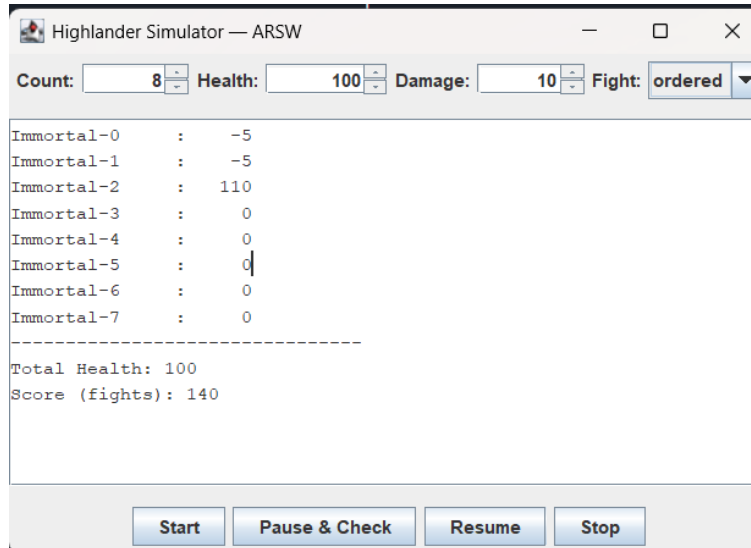 Highlander Simulator — ARSW
Count: 8 Health: 100 Damage: 10 Fight: ordered
Immortal-0 : -5
Immortal-1 : -5
Immortal-2 : 110
Immortal-3 : 0
Immortal-4 : 0
Immortal-5 : 0
Immortal-6 : 0
Immortal-7 : 0
--------------------------------
Total Health: 100
Score (fights): 140
Start Pause & Check Resume Stop